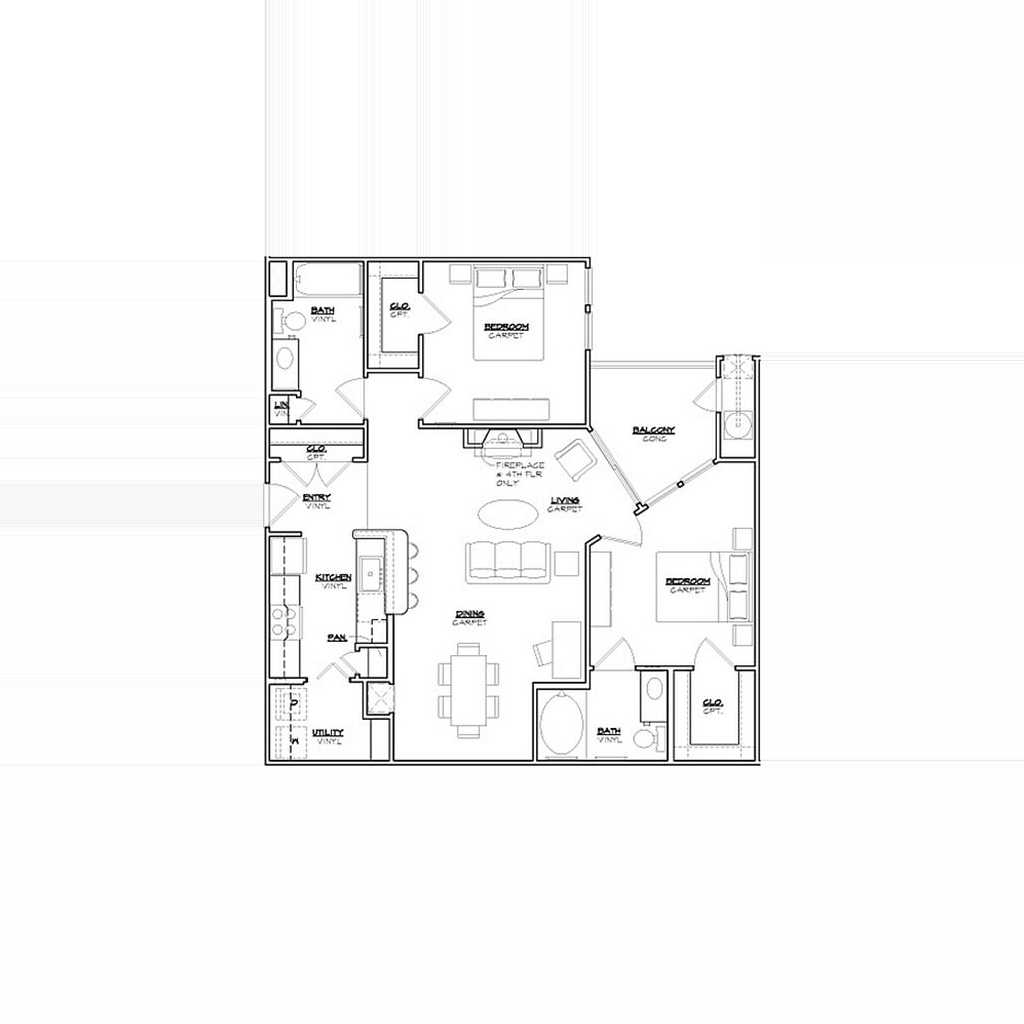 BATH
VINYL
CLO.
CPT.
BEDROOM
CARPET
LIN.
VIN.
BALCONY
CONC
CLO.
CPT.
FIREPLACE
@ 4TH FLR
ONLY
ENTRY
VINYL
LIVING
CARPET
KITCHEN
VINYL
BEDROOM
CARPET
DINING
CARPET
PAN.
D
CLO.
CPT.
UTILITY
VINYL
W
BATH
VINYL